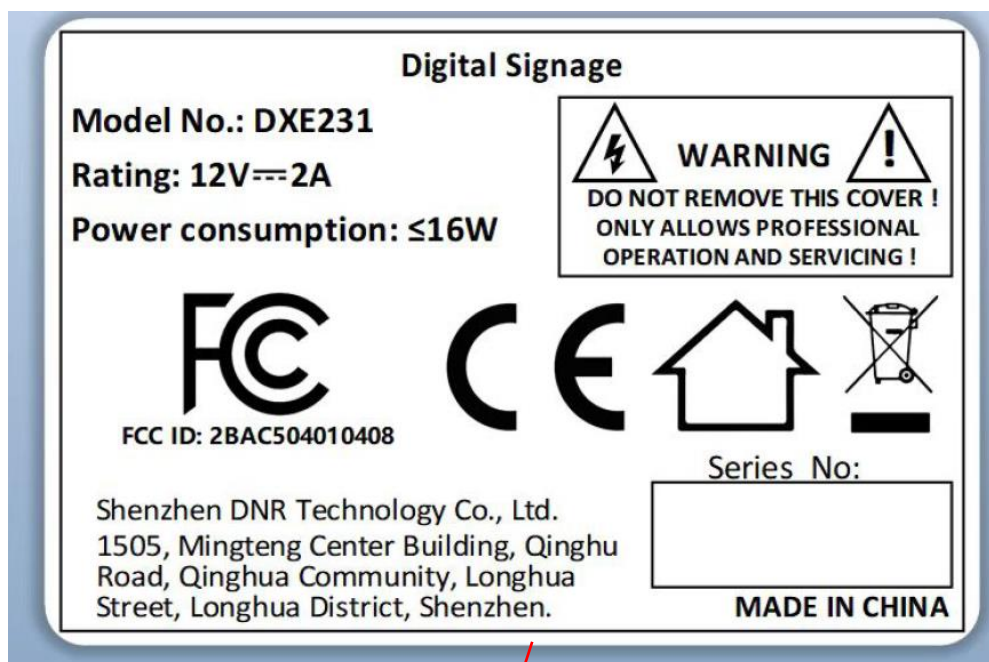 Digital Signage
Model No.: DXE231
Rating: 12V⎓2A
Power consumption: ≤16W
WARNING
DO NOT REMOVE THIS COVER !
ONLY ALLOWS PROFESSIONAL
OPERATION AND SERVICING !
FC
CE
FCC ID: 2BAC504010408
Series No:
Shenzhen DNR Technology Co., Ltd.
1505, Mingteng Center Building, Qinghu
Road, Qinghua Community, Longhua
Street, Longhua District, Shenzhen.
MADE IN CHINA